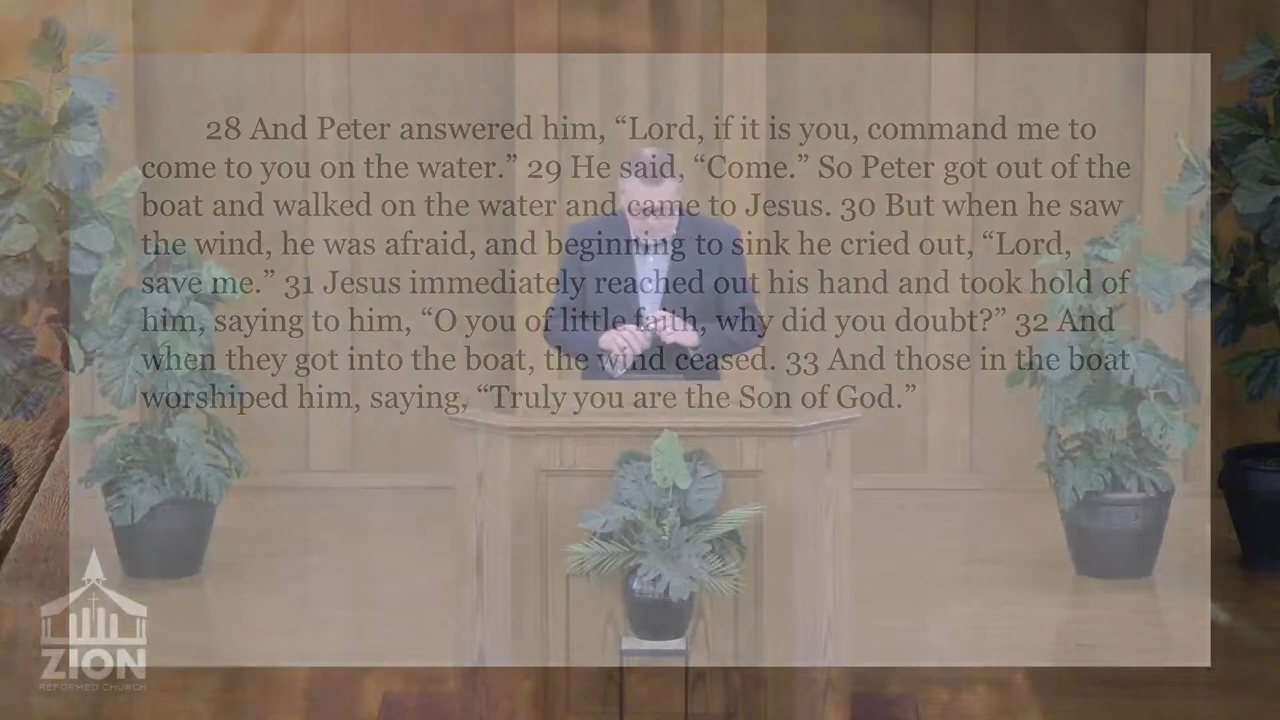 28 And Peter answered him, “Lord, if it is you, command me to
come to you on the water.” 29 He said, “Come.” So Peter got out of the
boat and walked on the water and came to Jesus. 30 But when he saw
the wind, he was afraid, and beginning to sink he cried out, “Lord,
save me.” 31 Jesus immediately reached out his hand and took hold of
him, saying to him, “O you of little faith, why did you doubt?” 32 And
when they got into the boat, the wind ceased. 33 And those in the boat
worshiped him, saying, “Truly you are the Son of God.”
ZION
REFORMED CHURCH